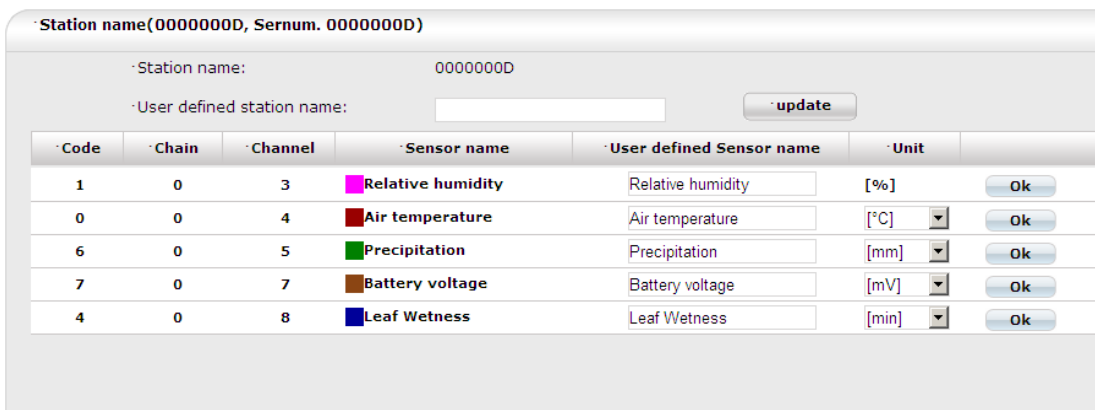 Station name(0000000D, Sernum. 0000000D)
Station name: 0000000D
User defined station name: update
Code Chain Channel Sensor name User defined Sensor name Unit
1 0 3 Relative humidity Relative humidity [%] Ok
0 0 4 Air temperature Air temperature [°C] Ok
6 0 5 Precipitation Precipitation [mm] Ok
7 0 7 Battery voltage Battery voltage [mV] Ok
4 0 8 Leaf Wetness Leaf Wetness [min] Ok